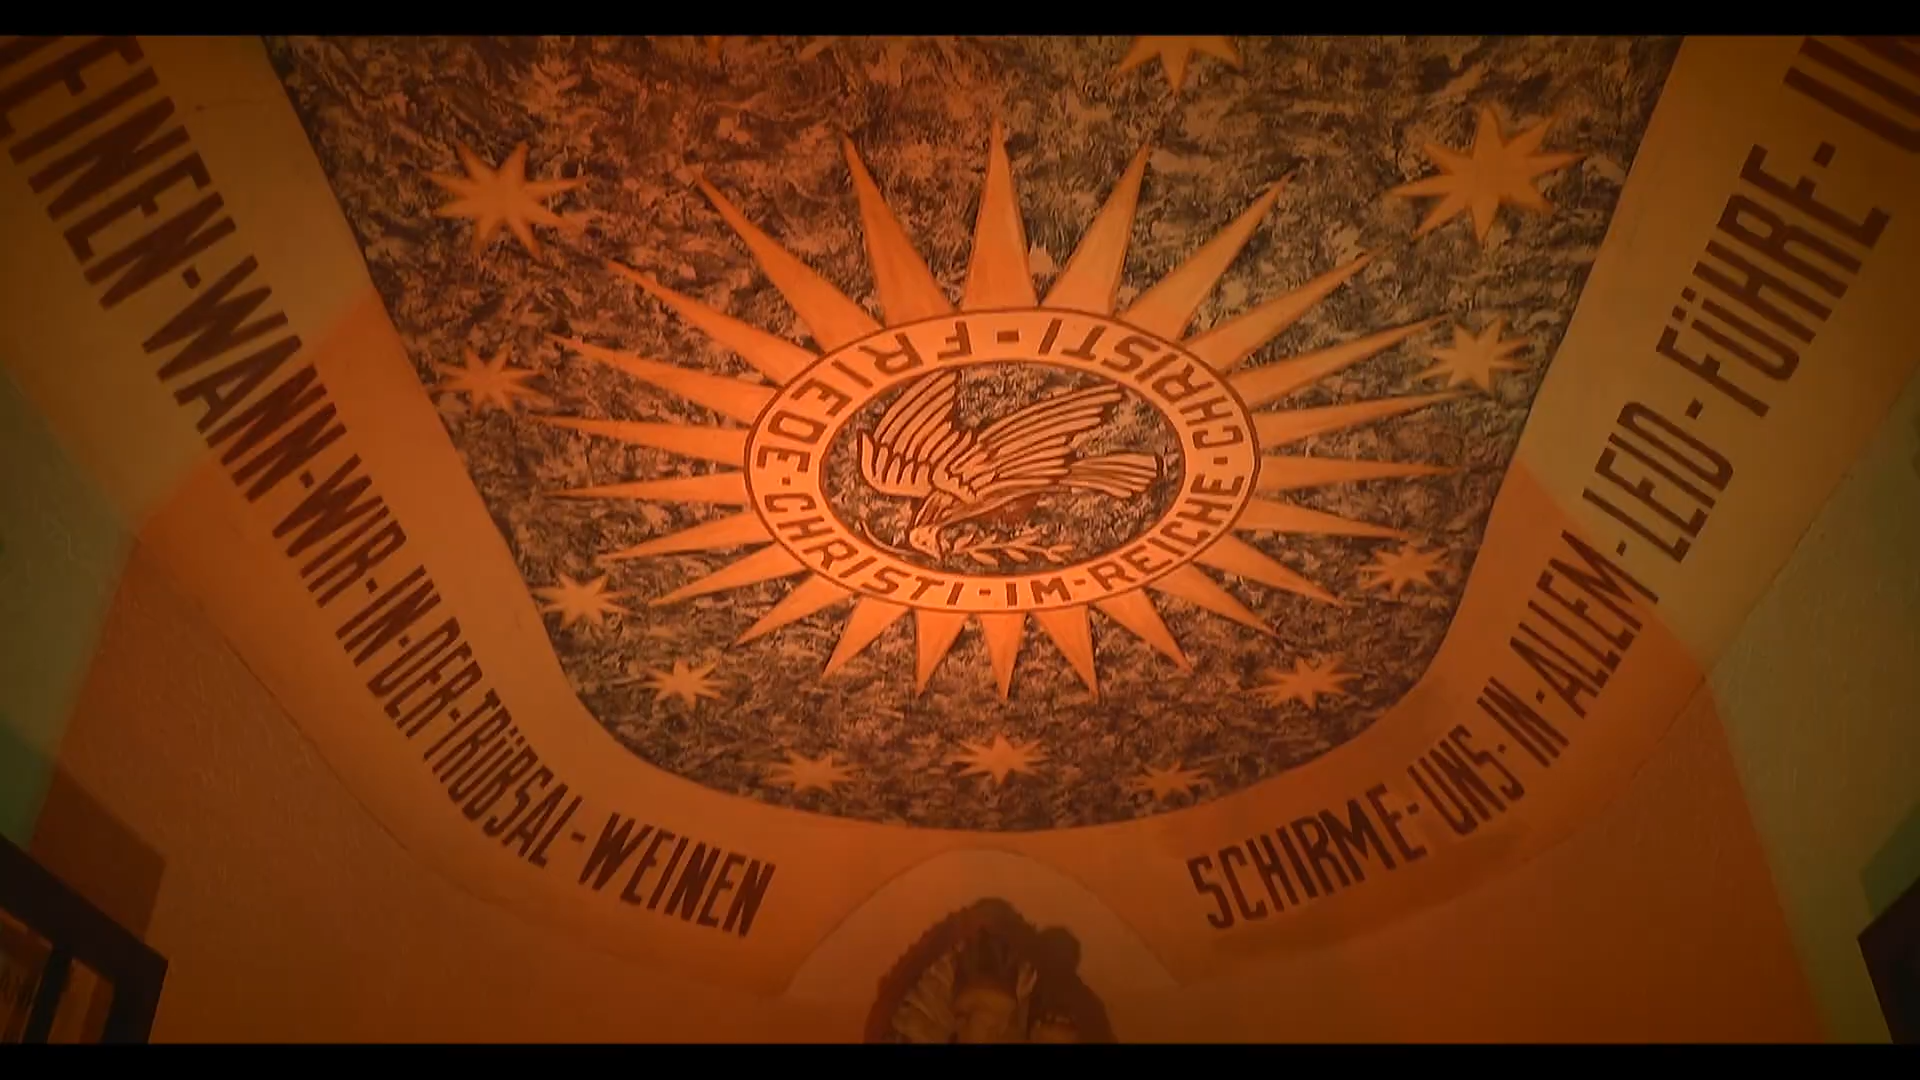 FRIEDE · CHRISTI · IM · REICHE · CHRISTI ·
EINEN - WANN - WIR - IN - DER - TRÜBSAL - WEINEN
SCHIRME - UNS - IN - ALLEM - LEID - FÜHRE -